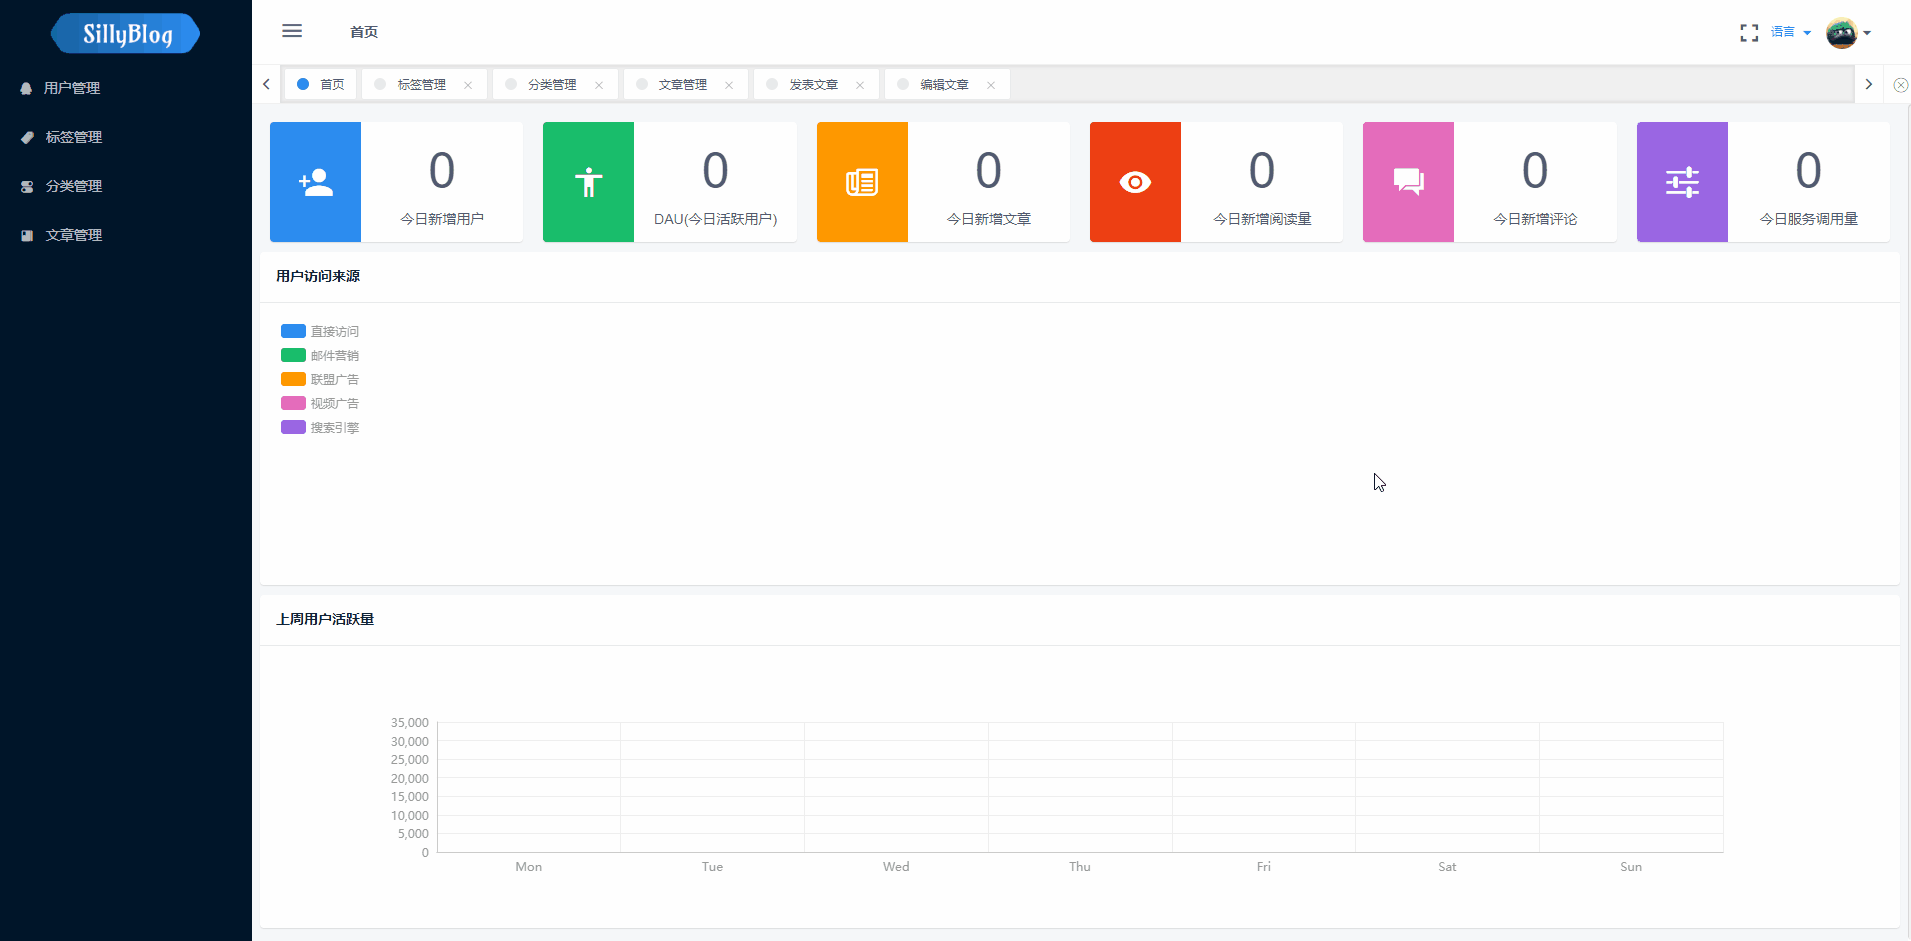 SillyBlog
首页
语言
用户管理
标签管理
分类管理
文章管理
首页
标签管理
分类管理
文章管理
发表文章
编辑文章
0
今日新增用户
0
DAU(今日活跃用户)
0
今日新增文章
0
今日新增阅读量
0
今日新增评论
0
今日服务调用量
用户访问来源
直接访问
邮件营销
联盟广告
视频广告
搜索引擎
上周用户活跃量
35,000
30,000
25,000
20,000
15,000
10,000
5,000
0
Mon Tue Wed Thu Fri Sat Sun